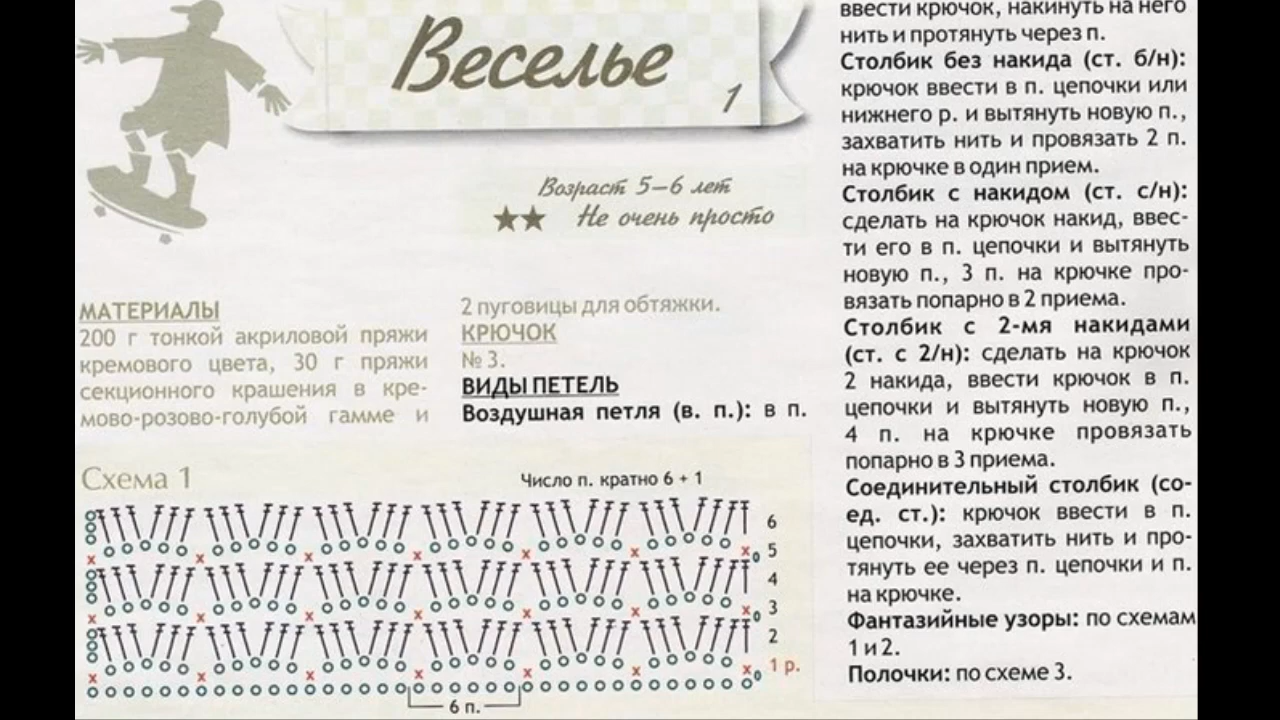 Веселье
1
Возраст 5–6 лет
★★ Не очень просто
МАТЕРИАЛЫ
200 г тонкой акриловой пряжи
кремового цвета, 30 г пряжи
секционного крашения в кре-
мово-розово-голубой гамме и
2 пуговицы для обтяжки.
КРЮЧОК
№ 3.
ВИДЫ ПЕТЕЛЬ
Воздушная петля (в. п.): в п.
ввести крючок, накинуть на него
нить и протянуть через п.
Столбик без накида (ст. б/н):
крючок ввести в п. цепочки или
нижнего р. и вытянуть новую п.,
захватить нить и провязать 2 п.
на крючке в один прием.
Столбик с накидом (ст. с/н):
сделать на крючок накид, ввес-
ти его в п. цепочки и вытянуть
новую п., 3 п. на крючке про-
вязать попарно в 2 приема.
Столбик с 2-мя накидами
(ст. с 2/н): сделать на крючок
2 накида, ввести крючок в п.
цепочки и вытянуть новую п.,
4 п. на крючке провязать
попарно в 3 приема.
Соединительный столбик (со-
ед. ст.): крючок ввести в п.
цепочки, захватить нить и про-
тянуть ее через п. цепочки и п.
на крючке.
Фантазийные узоры: по схемам
1 и 2.
Полочки: по схеме 3.
Схема 1
Число п. кратно 6 + 1
6
5
4
3
2
1 р.
6 п.